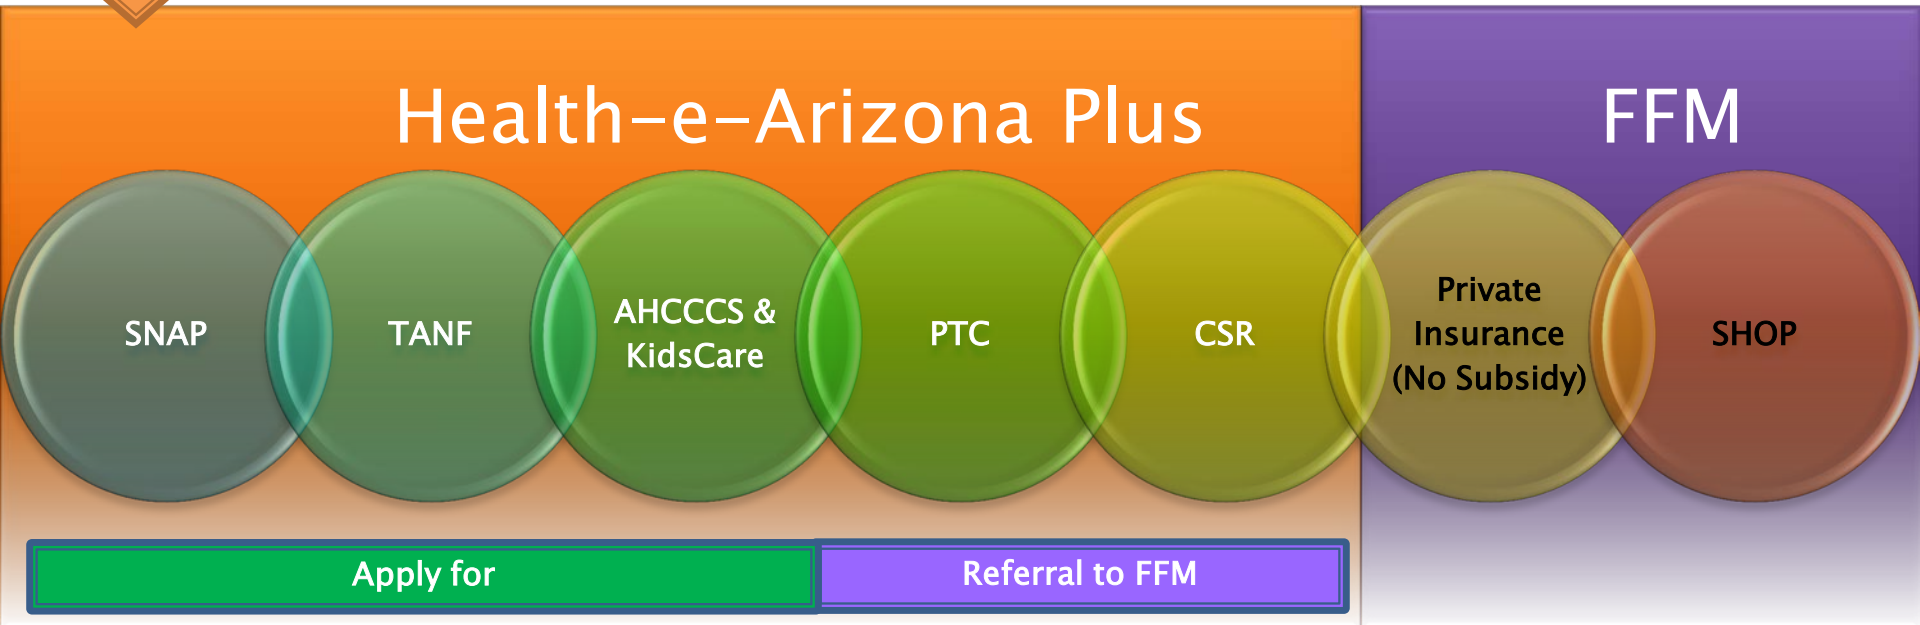 Health-e-Arizona Plus
FFM
SNAP
TANF
AHCCCS &
KidsCare
PTC
CSR
Private
Insurance
(No Subsidy)
SHOP
Apply for
Referral to FFM